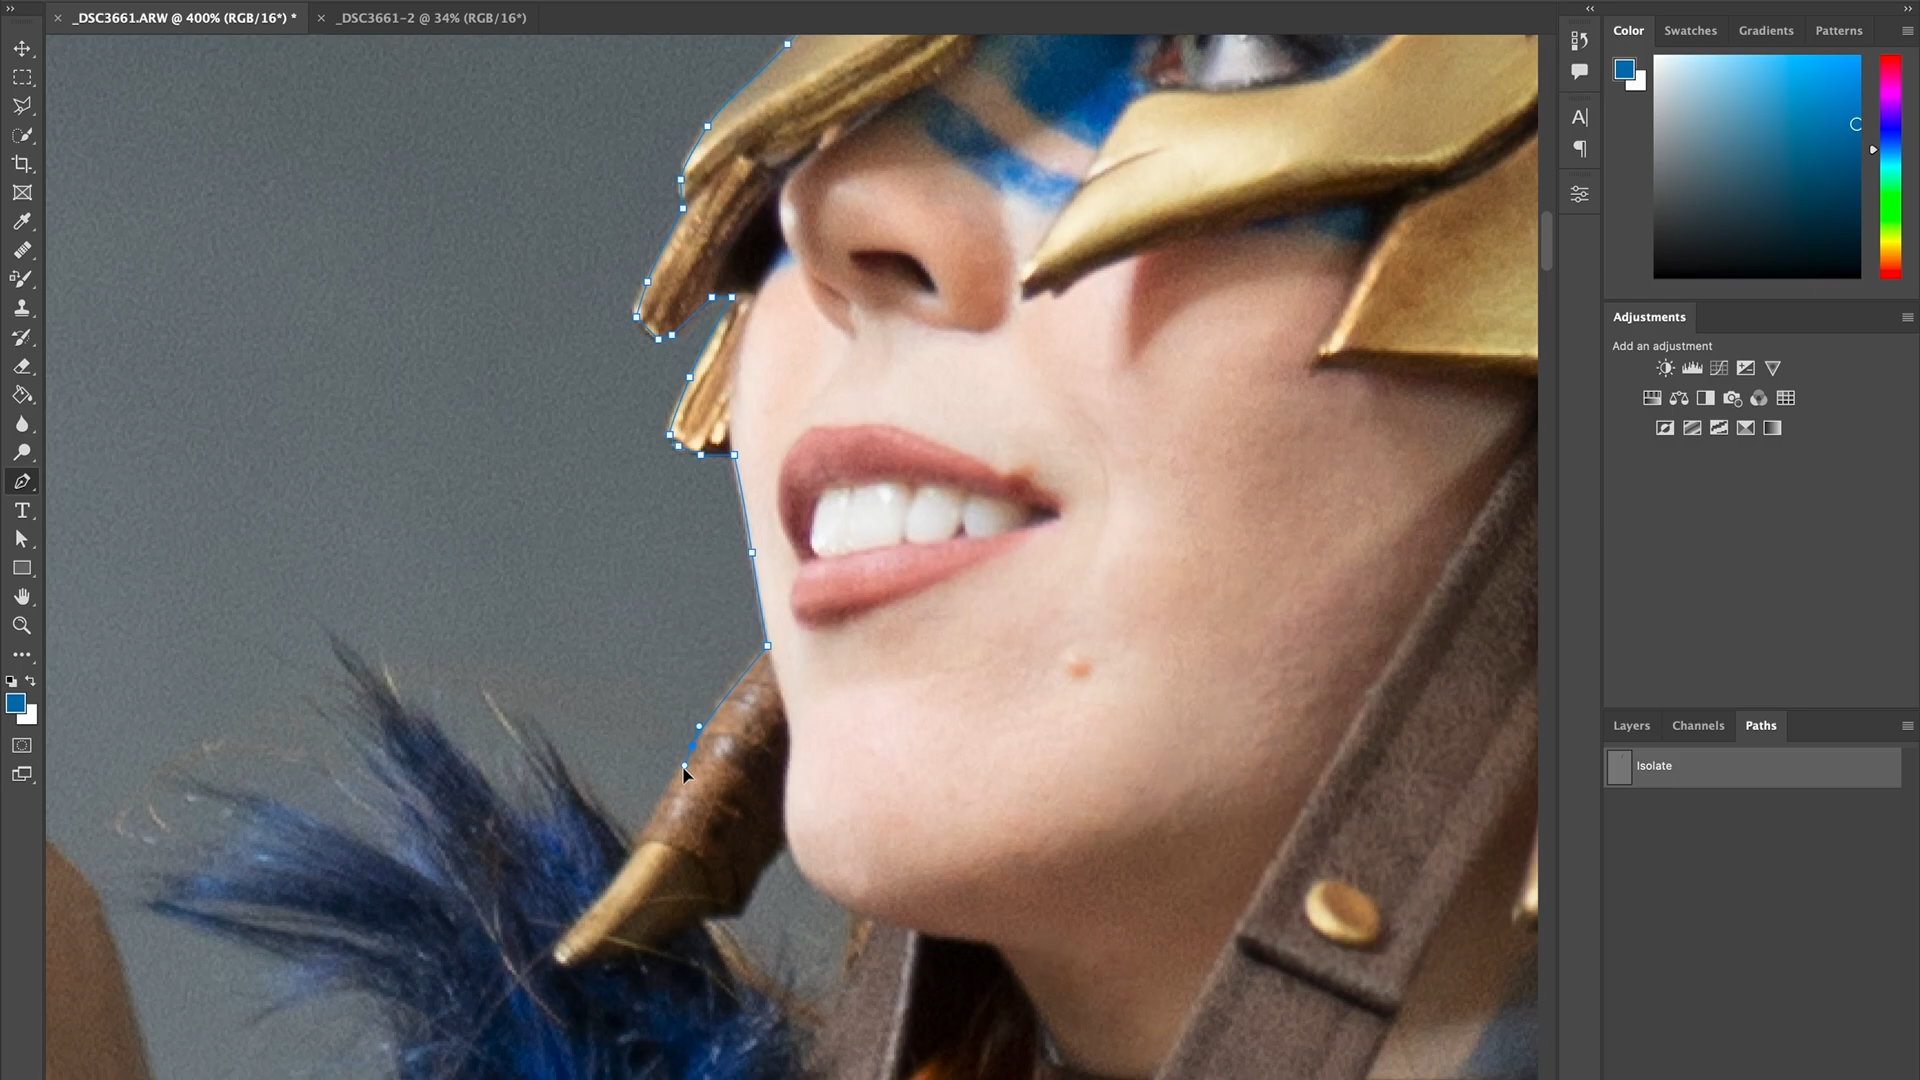 _DSC3661.ARW @ 400% (RGB/16*) *
_DSC3661-2 @ 34% (RGB/16*)
Color
Swatches
Gradients
Patterns
Adjustments
Add an adjustment
Layers
Channels
Paths
Isolate